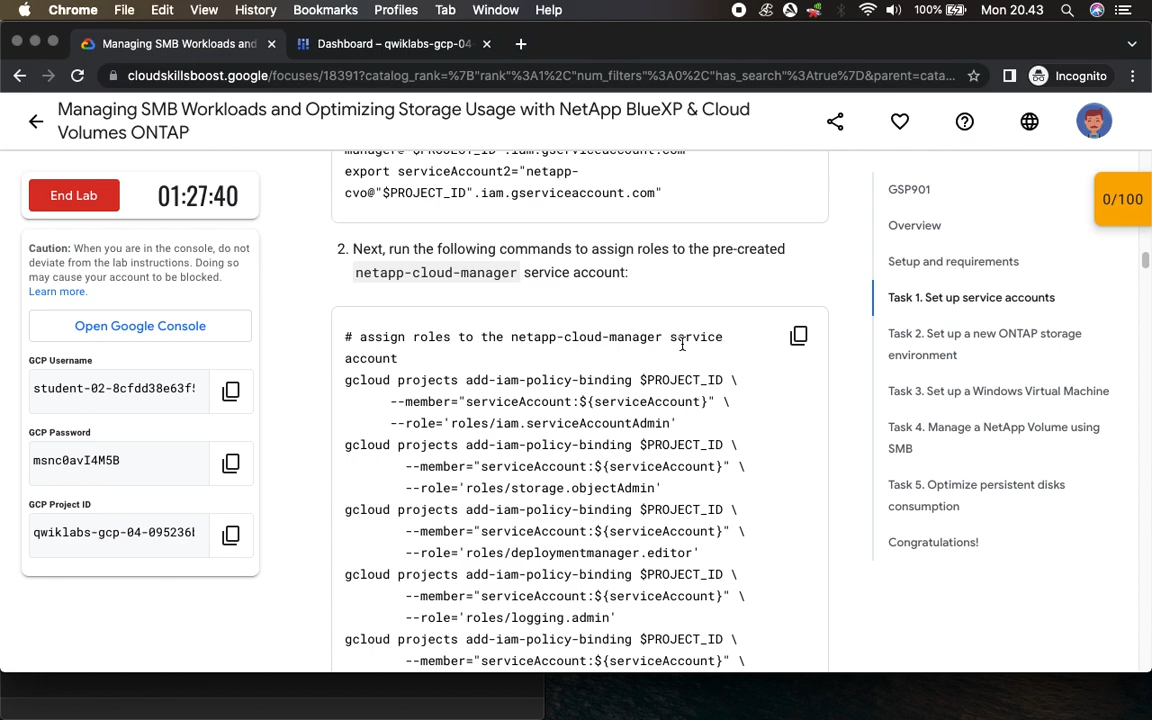 Chrome File Edit View History Bookmarks Profiles Tab Window Help 100% Mon 20.43
Managing SMB Workloads and
Dashboard – qwiklabs-gcp-04
cloudskillsboost.google/focuses/18391?catalog_rank=%7B"rank"%3A1%2C"num_filters"%3A0%2C"has_search"%3Atrue%7D&parent=cata...
Incognito
Managing SMB Workloads and Optimizing Storage Usage with NetApp BlueXP & Cloud
Volumes ONTAP
End Lab
01:27:40
Caution: When you are in the console, do not
deviate from the lab instructions. Doing so
may cause your account to be blocked.
Learn more.
Open Google Console
GCP Username
student-02-8cfdd38e63f
GCP Password
msnc0avI4M5B
GCP Project ID
qwiklabs-gcp-04-095236
manager@"$PROJECT_ID".iam.gserviceaccount.com"
export serviceAccount2="netapp-
cvo@"$PROJECT_ID".iam.gserviceaccount.com"
2. Next, run the following commands to assign roles to the pre-created
netapp-cloud-manager service account:
# assign roles to the netapp-cloud-manager service
account
gcloud projects add-iam-policy-binding $PROJECT_ID \
--member="serviceAccount:${serviceAccount}" \
--role='roles/iam.serviceAccountAdmin'
gcloud projects add-iam-policy-binding $PROJECT_ID \
--member="serviceAccount:${serviceAccount}" \
--role='roles/storage.objectAdmin'
gcloud projects add-iam-policy-binding $PROJECT_ID \
--member="serviceAccount:${serviceAccount}" \
--role='roles/deploymentmanager.editor'
gcloud projects add-iam-policy-binding $PROJECT_ID \
--member="serviceAccount:${serviceAccount}" \
--role='roles/logging.admin'
gcloud projects add-iam-policy-binding $PROJECT_ID \
--member="serviceAccount:${serviceAccount}" \
GSP901
Overview
Setup and requirements
Task 1. Set up service accounts
Task 2. Set up a new ONTAP storage
environment
Task 3. Set up a Windows Virtual Machine
Task 4. Manage a NetApp Volume using
SMB
Task 5. Optimize persistent disks
consumption
Congratulations!
0/100